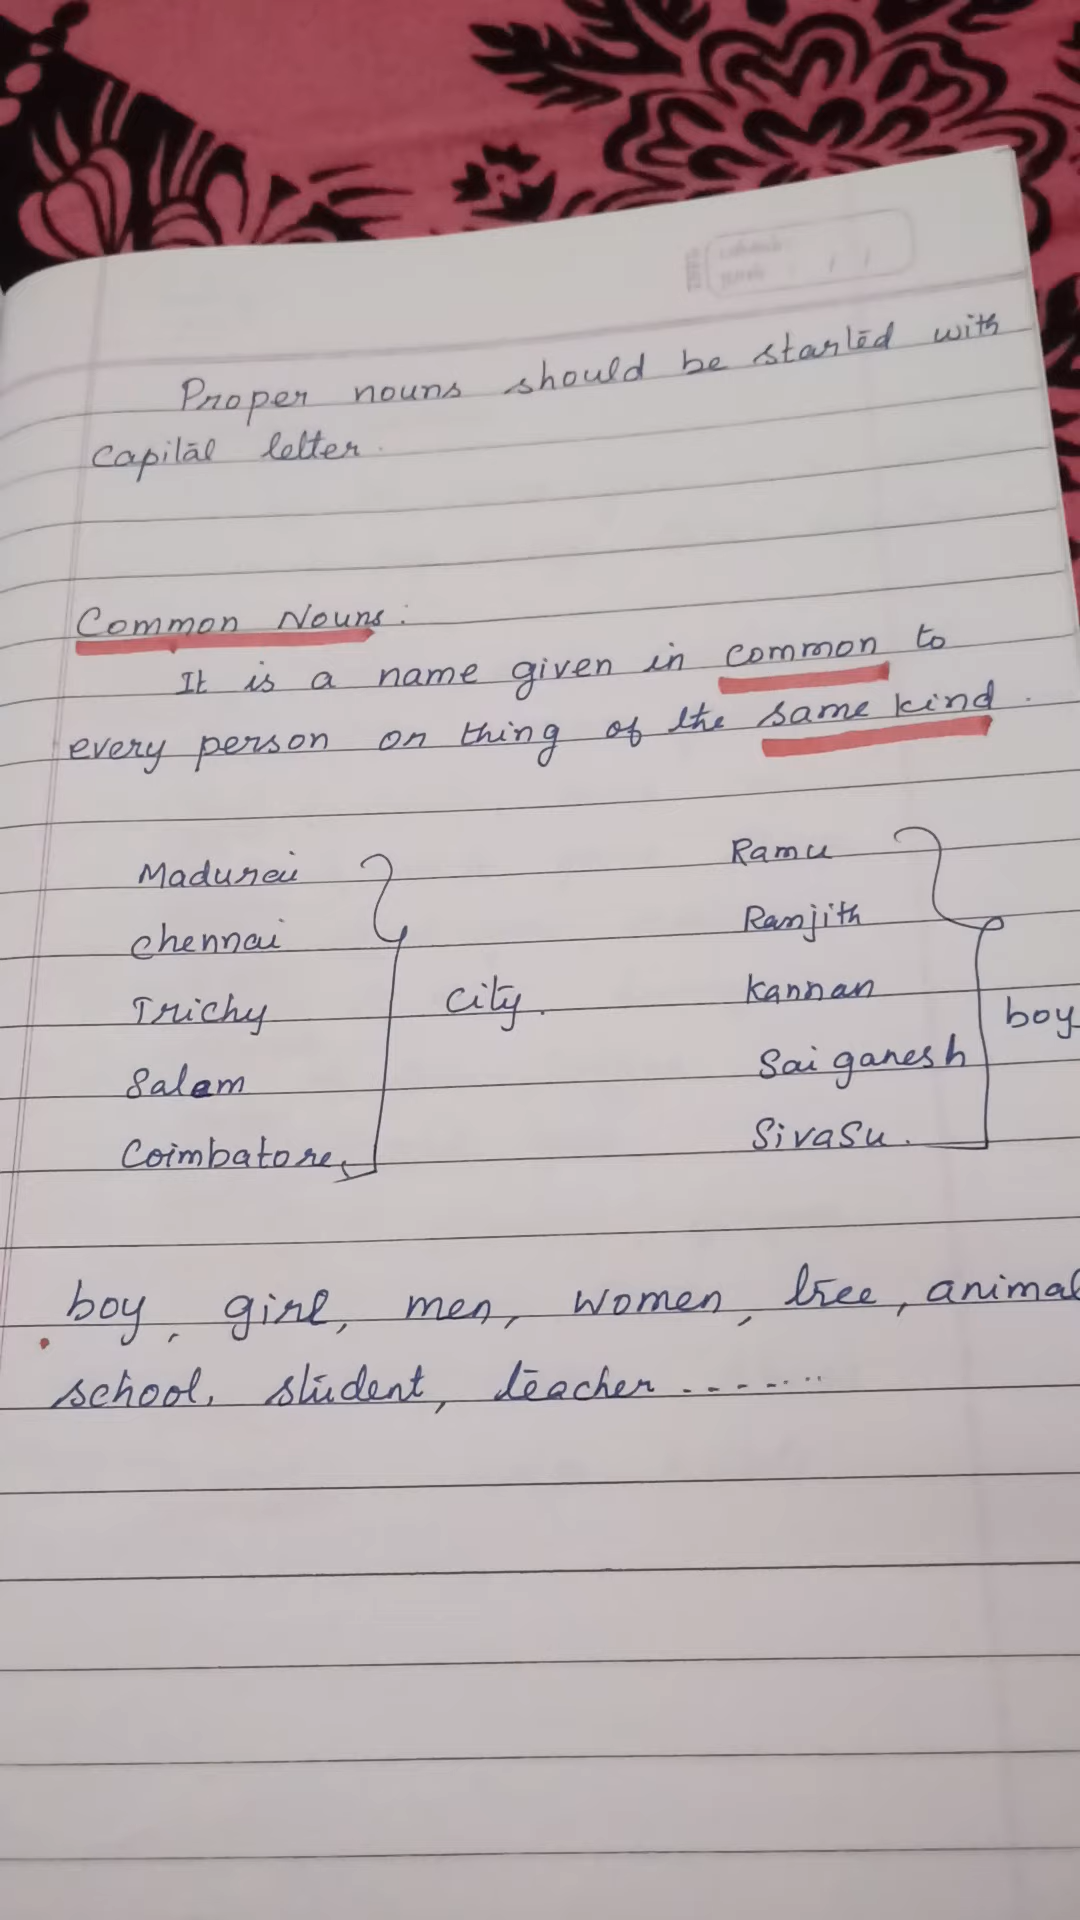 Proper nouns should be started with
capital letter.
Common Nouns:
It is a name given in common to
every person or thing of the same kind.
Madurai
Chennai
Trichy
Salem
Coimbatore
City.
Ramu
Ranjith
Kannan
Sai ganesh
Sivasu.
boy
boy, girl, men, women, tree, animal
school, student, teacher --------